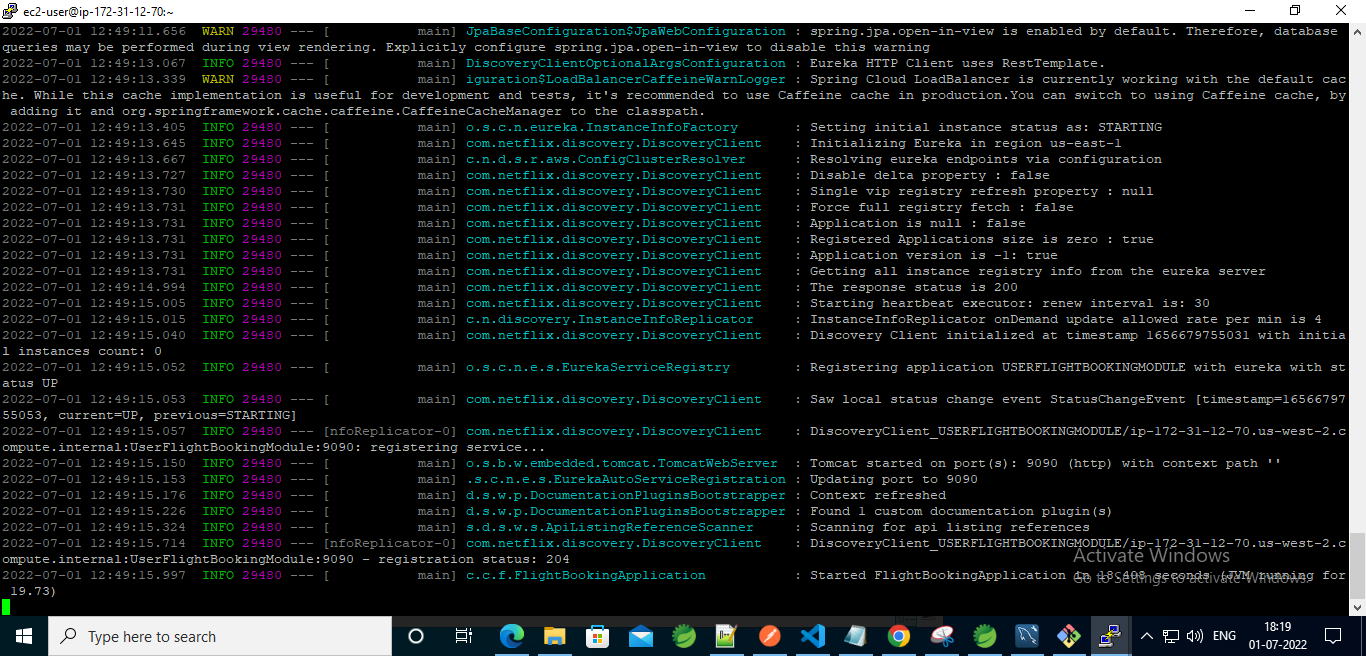 ec2-user@ip-172-31-12-70:~
2022-07-01 12:49:11.656  WARN 29480 --- [           main] JpaBaseConfiguration$JpaWebConfiguration : spring.jpa.open-in-view is enabled by default. Therefore, database
queries may be performed during view rendering. Explicitly configure spring.jpa.open-in-view to disable this warning
2022-07-01 12:49:13.067  INFO 29480 --- [           main] DiscoveryClientOptionalArgsConfiguration : Eureka HTTP Client uses RestTemplate.
2022-07-01 12:49:13.339  WARN 29480 --- [           main] iguration$LoadBalancerCaffeineWarnLogger : Spring Cloud LoadBalancer is currently working with the default cac
he. While this cache implementation is useful for development and tests, it's recommended to use Caffeine cache in production.You can switch to using Caffeine cache, by
 adding it and org.springframework.cache.caffeine.CaffeineCacheManager to the classpath.
2022-07-01 12:49:13.405  INFO 29480 --- [           main] o.s.c.n.eureka.InstanceInfoFactory       : Setting initial instance status as: STARTING
2022-07-01 12:49:13.645  INFO 29480 --- [           main] com.netflix.discovery.DiscoveryClient    : Initializing Eureka in region us-east-1
2022-07-01 12:49:13.667  INFO 29480 --- [           main] c.n.d.s.r.aws.ConfigClusterResolver      : Resolving eureka endpoints via configuration
2022-07-01 12:49:13.727  INFO 29480 --- [           main] com.netflix.discovery.DiscoveryClient    : Disable delta property : false
2022-07-01 12:49:13.730  INFO 29480 --- [           main] com.netflix.discovery.DiscoveryClient    : Single vip registry refresh property : null
2022-07-01 12:49:13.731  INFO 29480 --- [           main] com.netflix.discovery.DiscoveryClient    : Force full registry fetch : false
2022-07-01 12:49:13.731  INFO 29480 --- [           main] com.netflix.discovery.DiscoveryClient    : Application is null : false
2022-07-01 12:49:13.731  INFO 29480 --- [           main] com.netflix.discovery.DiscoveryClient    : Registered Applications size is zero : true
2022-07-01 12:49:13.731  INFO 29480 --- [           main] com.netflix.discovery.DiscoveryClient    : Application version is -1: true
2022-07-01 12:49:13.731  INFO 29480 --- [           main] com.netflix.discovery.DiscoveryClient    : Getting all instance registry info from the eureka server
2022-07-01 12:49:14.994  INFO 29480 --- [           main] com.netflix.discovery.DiscoveryClient    : The response status is 200
2022-07-01 12:49:15.005  INFO 29480 --- [           main] com.netflix.discovery.DiscoveryClient    : Starting heartbeat executor: renew interval is: 30
2022-07-01 12:49:15.015  INFO 29480 --- [           main] c.n.discovery.InstanceInfoReplicator     : InstanceInfoReplicator onDemand update allowed rate per min is 4
2022-07-01 12:49:15.040  INFO 29480 --- [           main] com.netflix.discovery.DiscoveryClient    : Discovery Client initialized at timestamp 1656679755031 with initia
l instances count: 0
2022-07-01 12:49:15.052  INFO 29480 --- [           main] o.s.c.n.e.s.EurekaServiceRegistry        : Registering application USERFLIGHTBOOKINGMODULE with eureka with st
atus UP
2022-07-01 12:49:15.053  INFO 29480 --- [           main] com.netflix.discovery.DiscoveryClient    : Saw local status change event StatusChangeEvent [timestamp=16566797
55053, current=UP, previous=STARTING]
2022-07-01 12:49:15.057  INFO 29480 --- [nfoReplicator-0] com.netflix.discovery.DiscoveryClient    : DiscoveryClient_USERFLIGHTBOOKINGMODULE/ip-172-31-12-70.us-west-2.c
ompute.internal:UserFlightBookingModule:9090: registering service...
2022-07-01 12:49:15.150  INFO 29480 --- [           main] o.s.b.w.embedded.tomcat.TomcatWebServer  : Tomcat started on port(s): 9090 (http) with context path ''
2022-07-01 12:49:15.153  INFO 29480 --- [           main] .s.c.n.e.s.EurekaAutoServiceRegistration : Updating port to 9090
2022-07-01 12:49:15.176  INFO 29480 --- [           main] d.s.w.p.DocumentationPluginsBootstrapper : Context refreshed
2022-07-01 12:49:15.226  INFO 29480 --- [           main] d.s.w.p.DocumentationPluginsBootstrapper : Found 1 custom documentation plugin(s)
2022-07-01 12:49:15.324  INFO 29480 --- [           main] s.d.s.w.s.ApiListingReferenceScanner     : Scanning for api listing references
2022-07-01 12:49:15.714  INFO 29480 --- [nfoReplicator-0] com.netflix.discovery.DiscoveryClient    : DiscoveryClient_USERFLIGHTBOOKINGMODULE/ip-172-31-12-70.us-west-2.c
ompute.internal:UserFlightBookingModule:9090 - registration status: 204
2022-07-01 12:49:15.997  INFO 29480 --- [           main] c.c.f.FlightBookingApplication           : Started FlightBookingApplication in 18.408 seconds (JVM running for
 19.73)
Activate Windows
Go to Settings to activate Windows.
Type here to search
ENG
18:19
01-07-2022